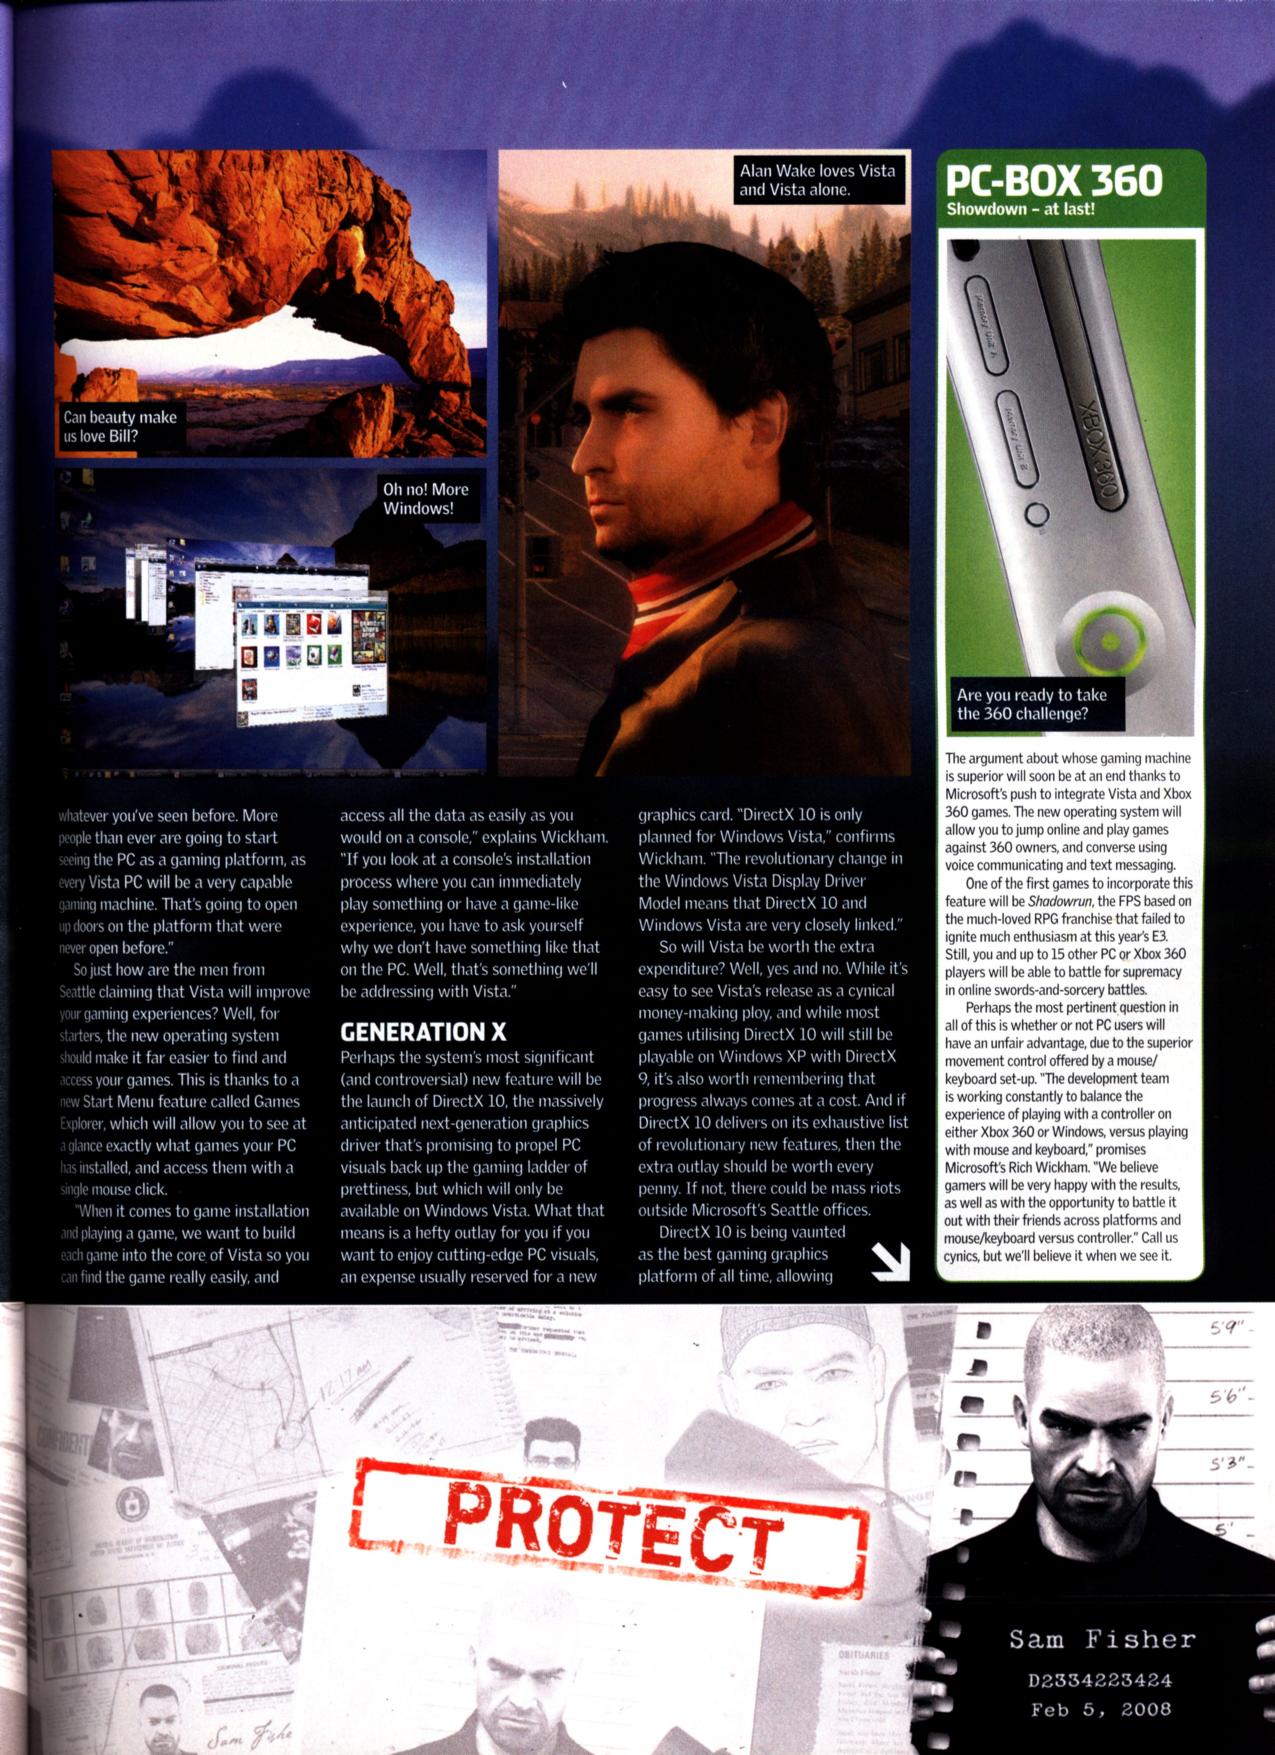 Can beauty make
us love Bill?
Oh no! More
Windows!
Alan Wake loves Vista
and Vista alone.
whatever you've seen before. More
people than ever are going to start
seeing the PC as a gaming platform, as
every Vista PC will be a very capable
gaming machine. That's going to open
up doors on the platform that were
never open before."
So just how are the men from
Seattle claiming that Vista will improve
your gaming experiences? Well, for
starters, the new operating system
should make it far easier to find and
access your games. This is thanks to a
new Start Menu feature called Games
Explorer, which will allow you to see at
a glance exactly what games your PC
has installed, and access them with a
single mouse click.
"When it comes to game installation
and playing a game, we want to build
each game into the core of Vista so you
can find the game really easily, and
access all the data as easily as you
would on a console," explains Wickham.
"If you look at a console's installation
process where you can immediately
play something or have a game-like
experience, you have to ask yourself
why we don't have something like that
on the PC. Well, that's something we'll
be addressing with Vista."
GENERATION X
Perhaps the system's most significant
(and controversial) new feature will be
the launch of DirectX 10, the massively
anticipated next-generation graphics
driver that's promising to propel PC
visuals back up the gaming ladder of
prettiness, but which will only be
available on Windows Vista. What that
means is a hefty outlay for you if you
want to enjoy cutting-edge PC visuals,
an expense usually reserved for a new
graphics card. "DirectX 10 is only
planned for Windows Vista," confirms
Wickham. "The revolutionary change in
the Windows Vista Display Driver
Model means that DirectX 10 and
Windows Vista are very closely linked."
So will Vista be worth the extra
expenditure? Well, yes and no. While it's
easy to see Vista's release as a cynical
money-making ploy, and while most
games utilising DirectX 10 will still be
playable on Windows XP with DirectX
9, it's also worth remembering that
progress always comes at a cost. And if
DirectX 10 delivers on its exhaustive list
of revolutionary new features, then the
extra outlay should be worth every
penny. If not, there could be mass riots
outside Microsoft's Seattle offices.
DirectX 10 is being vaunted
as the best gaming graphics
platform of all time, allowing
PC-BOX 360
Showdown – at last!
Memory Unit A
Memory Unit B
XBOX 360
Are you ready to take
the 360 challenge?
The argument about whose gaming machine
is superior will soon be at an end thanks to
Microsoft's push to integrate Vista and Xbox
360 games. The new operating system will
allow you to jump online and play games
against 360 owners, and converse using
voice communicating and text messaging.
One of the first games to incorporate this
feature will be Shadowrun, the FPS based on
the much-loved RPG franchise that failed to
ignite much enthusiasm at this year's E3.
Still, you and up to 15 other PC or Xbox 360
players will be able to battle for supremacy
in online swords-and-sorcery battles.
Perhaps the most pertinent question in
all of this is whether or not PC users will
have an unfair advantage, due to the superior
movement control offered by a mouse/
keyboard set-up. "The development team
is working constantly to balance the
experience of playing with a controller on
either Xbox 360 or Windows, versus playing
with mouse and keyboard," promises
Microsoft's Rich Wickham. "We believe
gamers will be very happy with the results,
as well as with the opportunity to battle it
out with their friends across platforms and
mouse/keyboard versus controller." Call us
cynics, but we'll believe it when we see it.
12:17 AM
PROTECT
5'9"
5'6"
5'3"
5'
OBITUARIES
Sarah Fisher
Sam Fishe
Sam Fisher
D2334223424
Feb 5, 2008